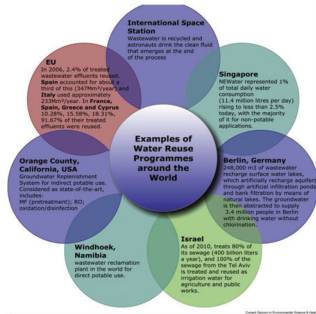 International Space
Station
Wastewater is recycled and
astronauts drink the clean fluid
that emerges at the end
of the process
EU
In 2006, 2.4% of treated
wastewater effluents reused.
Spain accounted for about a
third of this (347Mm³/year) and
Italy used approximately
233Mm³/year. In France,
Spain, Greece and Cyprus
10.28%, 15.58%, 18.31%,
91.67% of their treated
effluents were reused.
Singapore
NEWater represented 1%
of total daily water
consumption
(11.4 million litres per day)
rising to less than 2.5%
today, with the majority
of it for non-potable
applications.
Examples of
Water Reuse
Programmes
around the
World
Orange County,
California, USA
Groundwater Replenishment
System for indirect potable use.
Considered as state-of-the-art,
includes:
MF (pretreatment); RO;
oxidation/disinfection
Berlin, Germany
248,000 m3 of wastewater
recharge surface water lakes,
which artificially recharge aquifers
through artificial infiltration ponds
and bank filtration by means of
natural lakes. The groundwater
is then abstracted to supply
3.4 million people in Berlin
with drinking water without
chlorination.
Windhoek,
Namibia
wastewater reclamation
plant in the world for
direct potable use.
Israel
As of 2010, treats 80% of
its sewage (400 billion liters
a year), and 100% of the
sewage from the Tel Aviv
is treated and reused as
irrigation water for
agriculture and public
works.
Current Opinion in Environmental Science & Heal